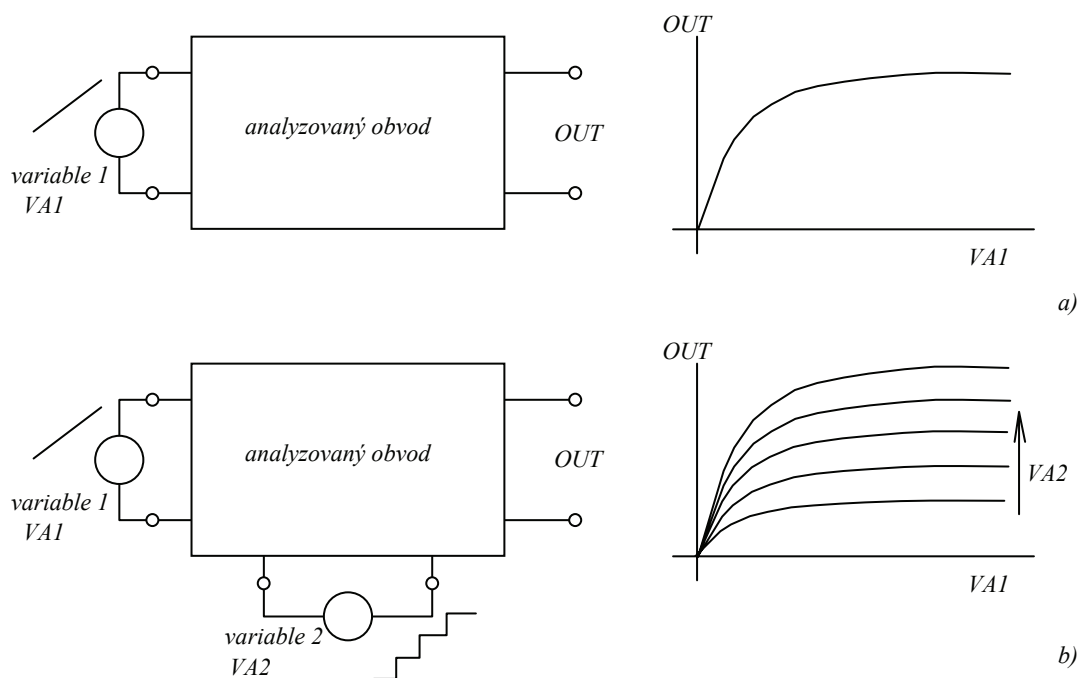 OUT
analyzovaný obvod
OUT
variable 1
VA1
VA1
a)
OUT
analyzovaný obvod
OUT
VA2
variable 1
VA1
VA1
variable 2
VA2
b)